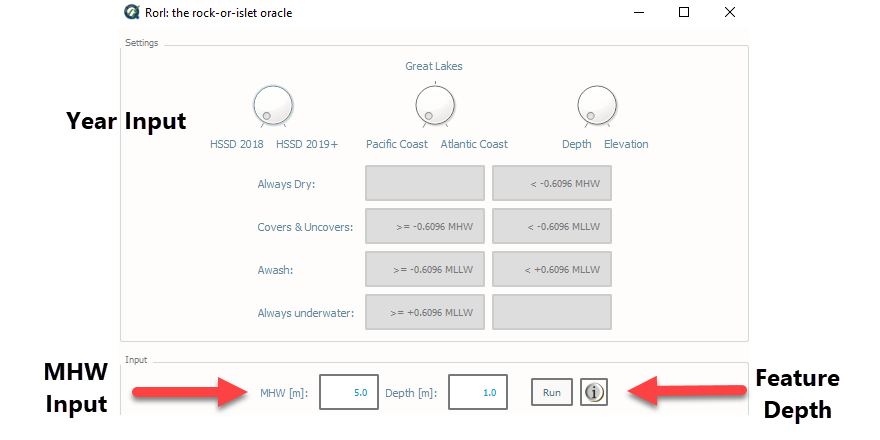 RorI: the rock-or-islet oracle
Settings
Great Lakes
Year Input
HSSD 2018 HSSD 2019+ Pacific Coast Atlantic Coast Depth Elevation
Always Dry: < -0.6096 MHW
Covers & Uncovers: >= -0.6096 MHW < -0.6096 MLLW
Awash: >= -0.6096 MLLW < +0.6096 MLLW
Always underwater: >= +0.6096 MLLW
Input
MHW
Input
MHW [m]: 5.0 Depth [m]: 1.0 Run i
Feature
Depth